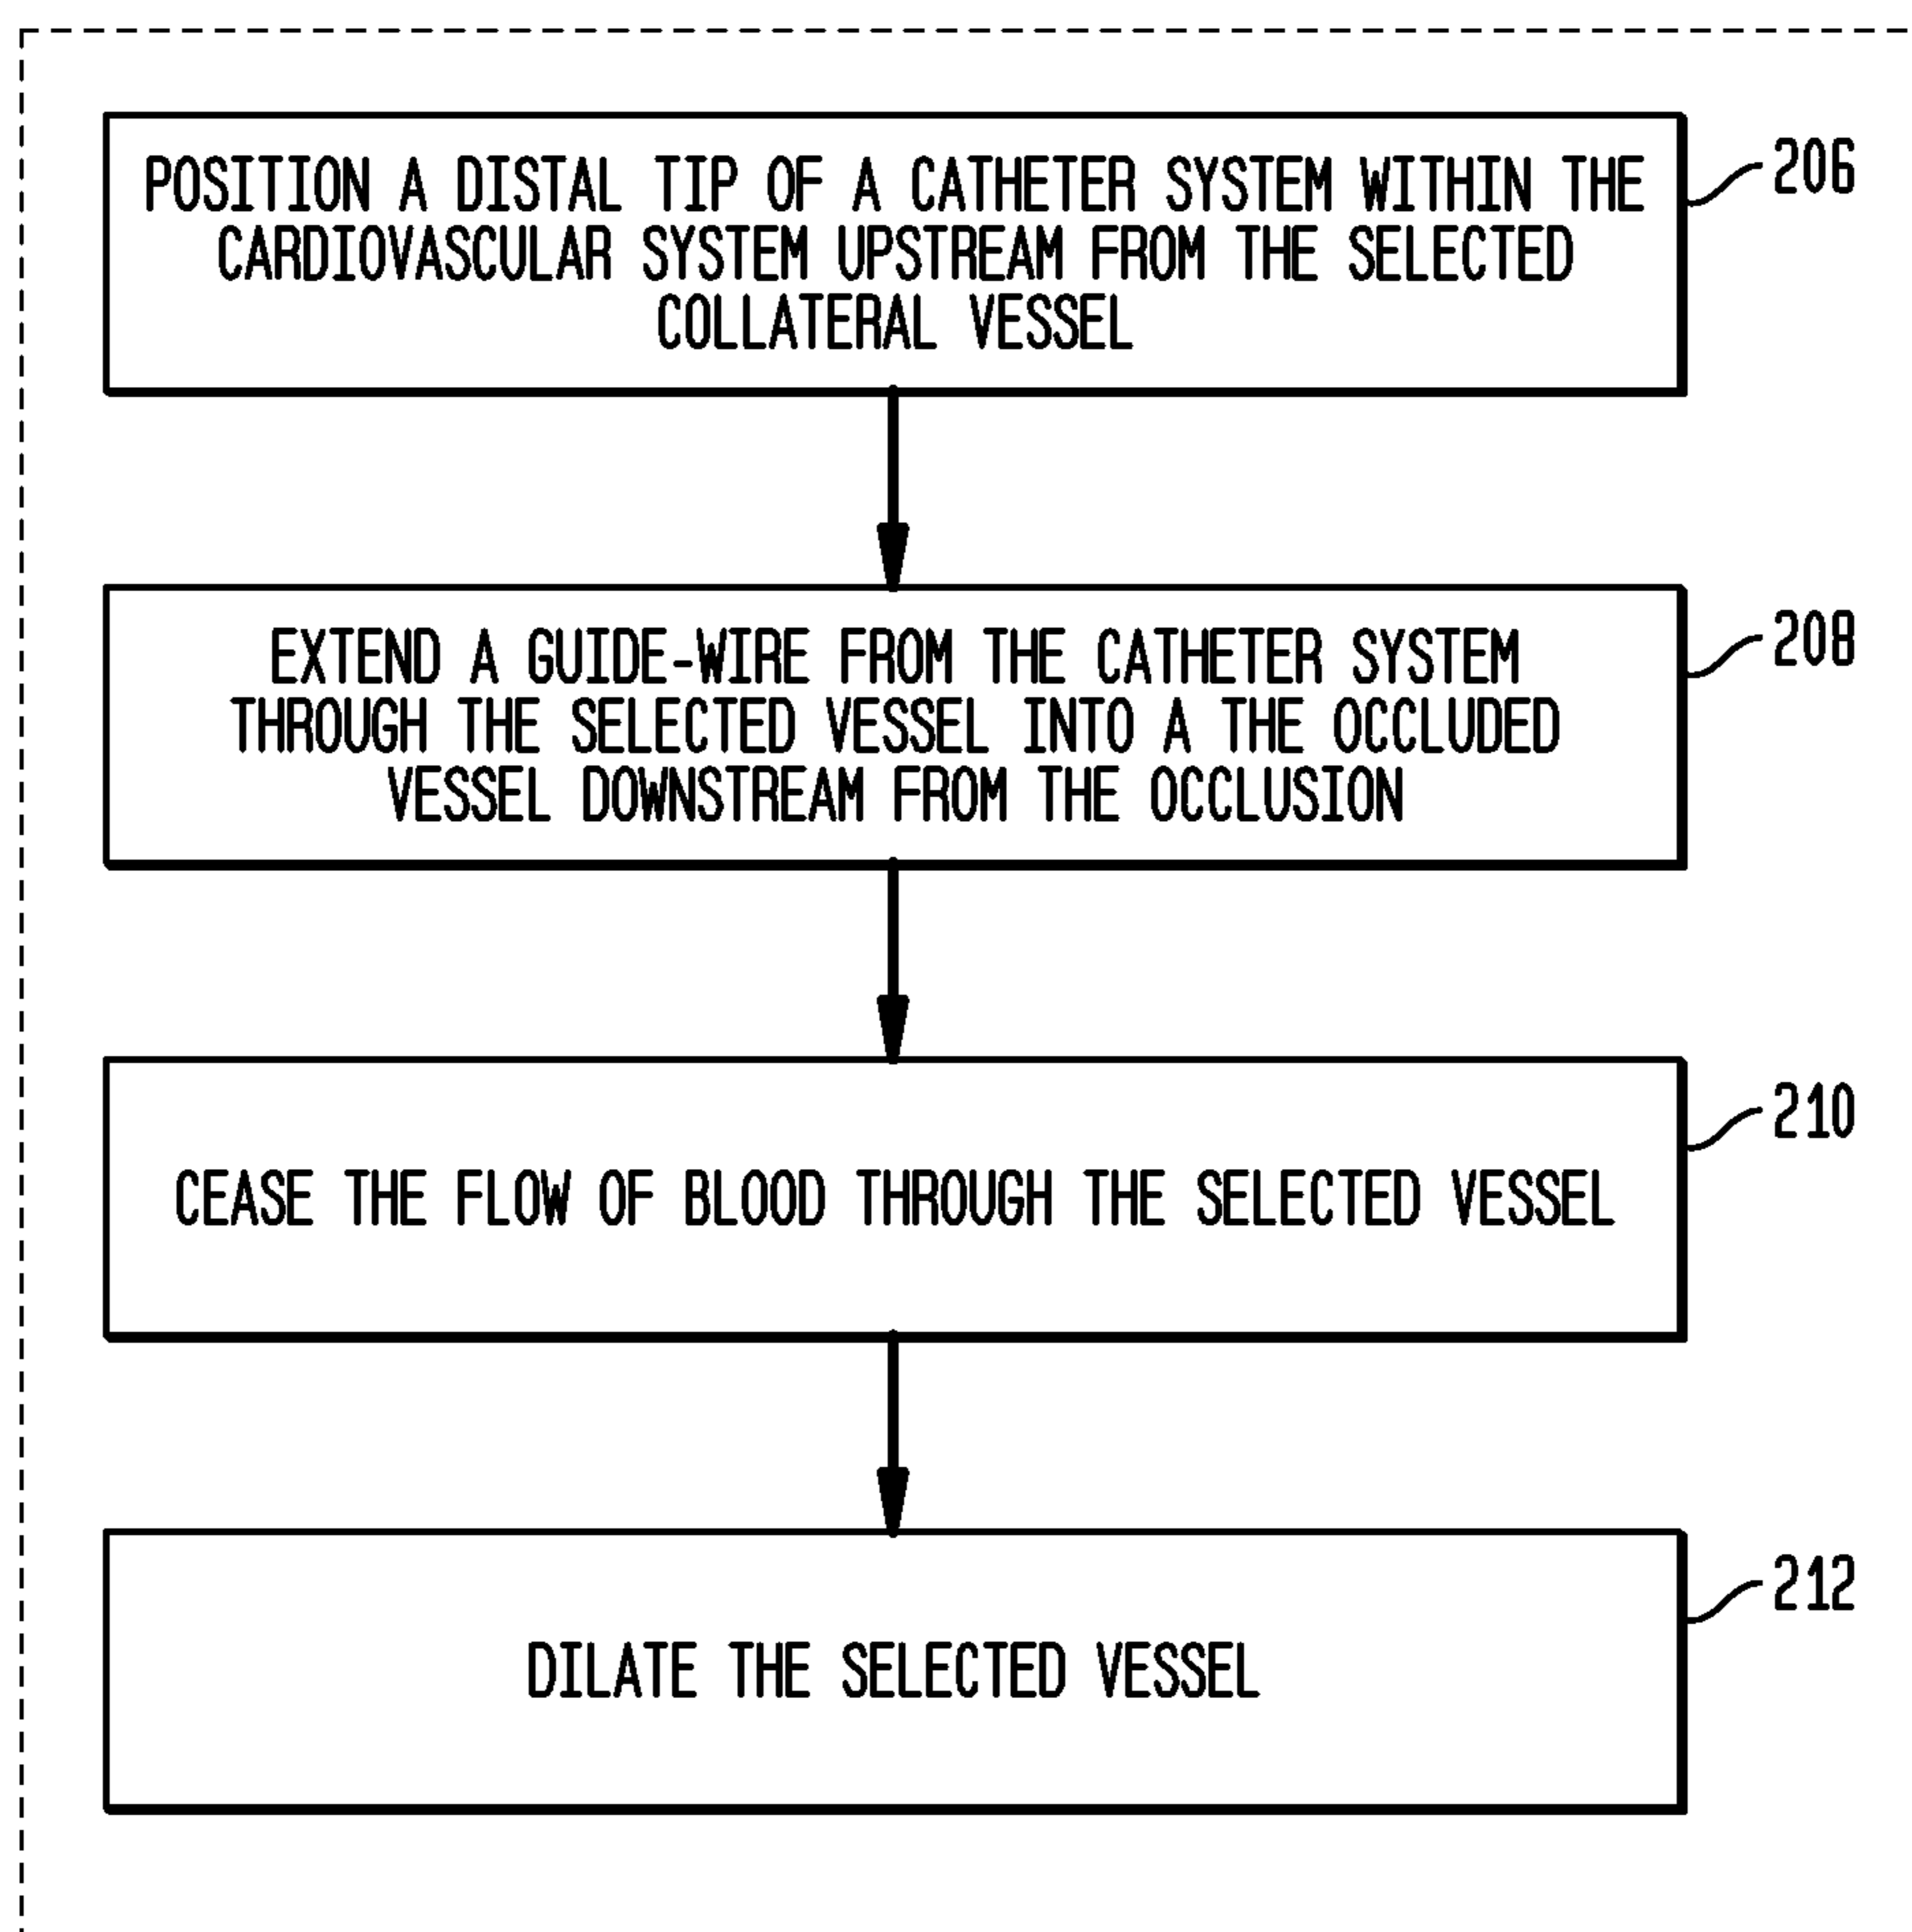 POSITION A DISTAL TIP OF A CATHETER SYSTEM WITHIN THE
CARDIOVASCULAR SYSTEM UPSTREAM FROM THE SELECTED
COLLATERAL VESSEL
206
EXTEND A GUIDE-WIRE FROM THE CATHETER SYSTEM
THROUGH THE SELECTED VESSEL INTO A THE OCCLUDED
VESSEL DOWNSTREAM FROM THE OCCLUSION
208
CEASE THE FLOW OF BLOOD THROUGH THE SELECTED VESSEL
210
DILATE THE SELECTED VESSEL
212